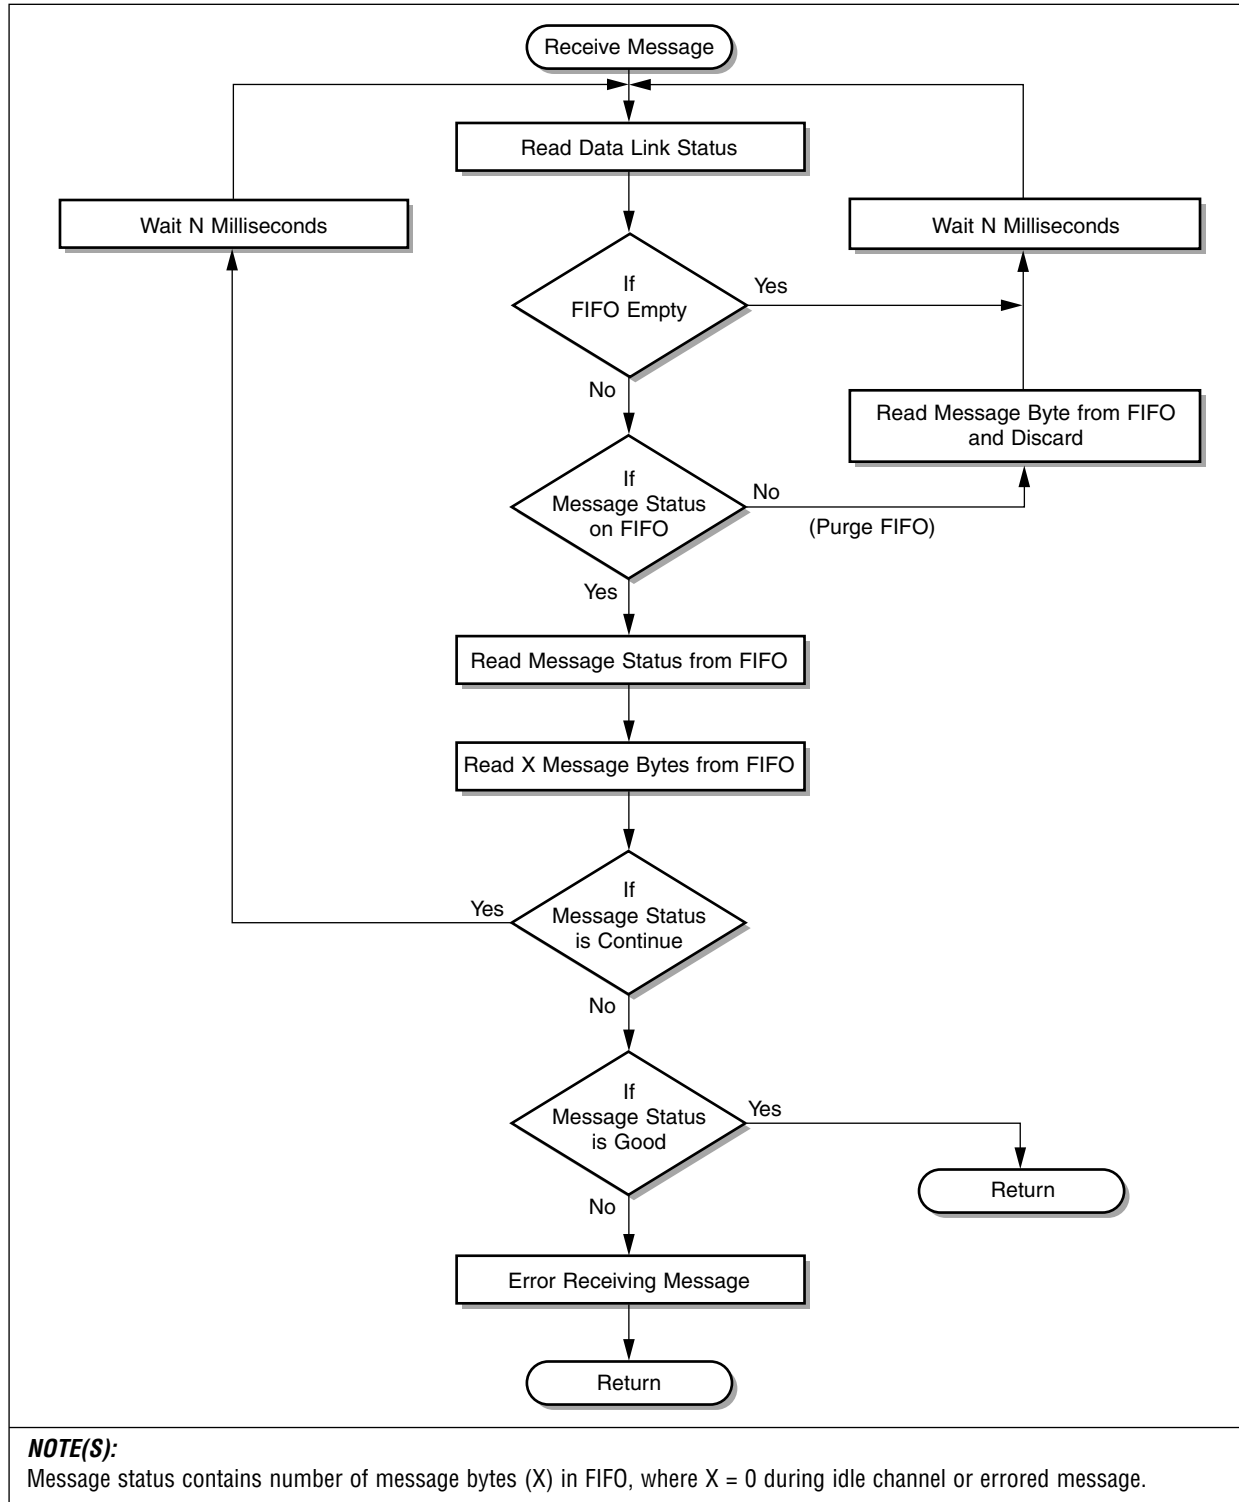 Receive Message
Read Data Link Status
Wait N Milliseconds
Wait N Milliseconds
If
FIFO Empty
Yes
No
Read Message Byte from FIFO
and Discard
If
Message Status
on FIFO
No
(Purge FIFO)
Yes
Read Message Status from FIFO
Read X Message Bytes from FIFO
If
Message Status
is Continue
Yes
No
If
Message Status
is Good
Yes
Return
No
Error Receiving Message
Return
NOTE(S):
Message status contains number of message bytes (X) in FIFO, where X = 0 during idle channel or errored message.